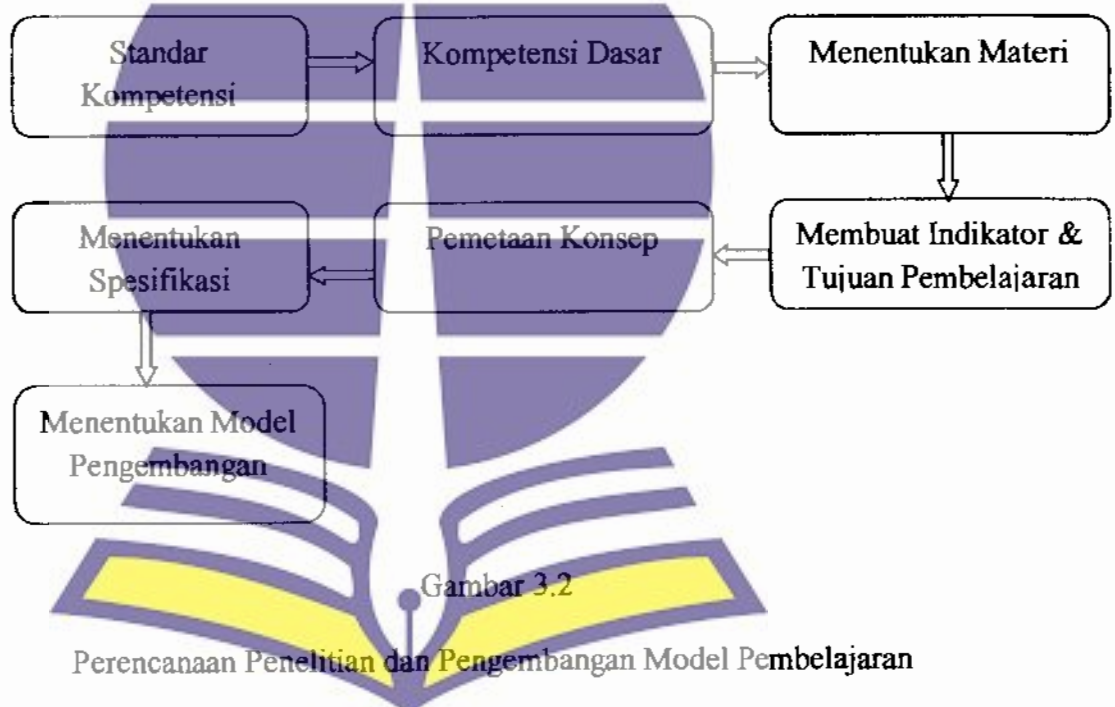 Standar
Kompetensi
Kompetensi Dasar
Menentukan Materi
Membuat Indikator &
Tujuan Pembelajaran
Pemetaan Konsep
Menentukan
Spesifikasi
Menentukan Model
Pengembangan
Gambar 3.2
Perencanaan Penelitian dan Pengembangan Model Pembelajaran